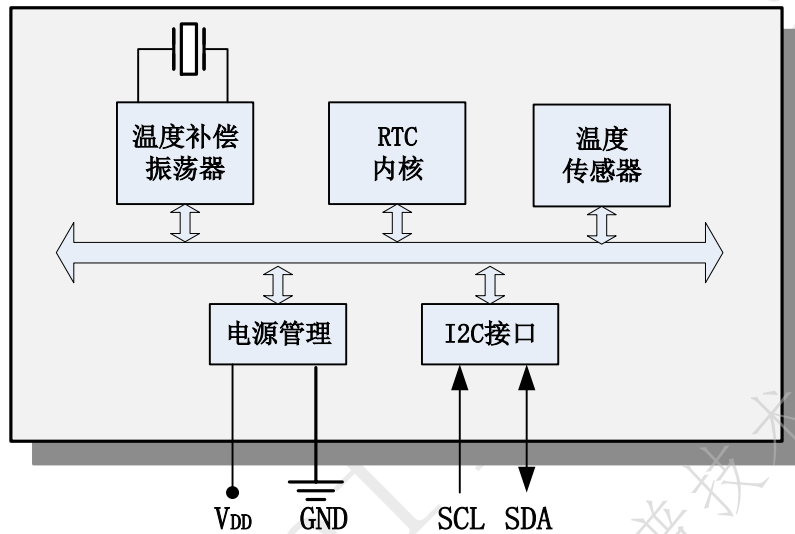 温度补偿
振荡器
RTC
内核
温度
传感器
电源管理
I2C接口
VDD
GND
SCL
SDA